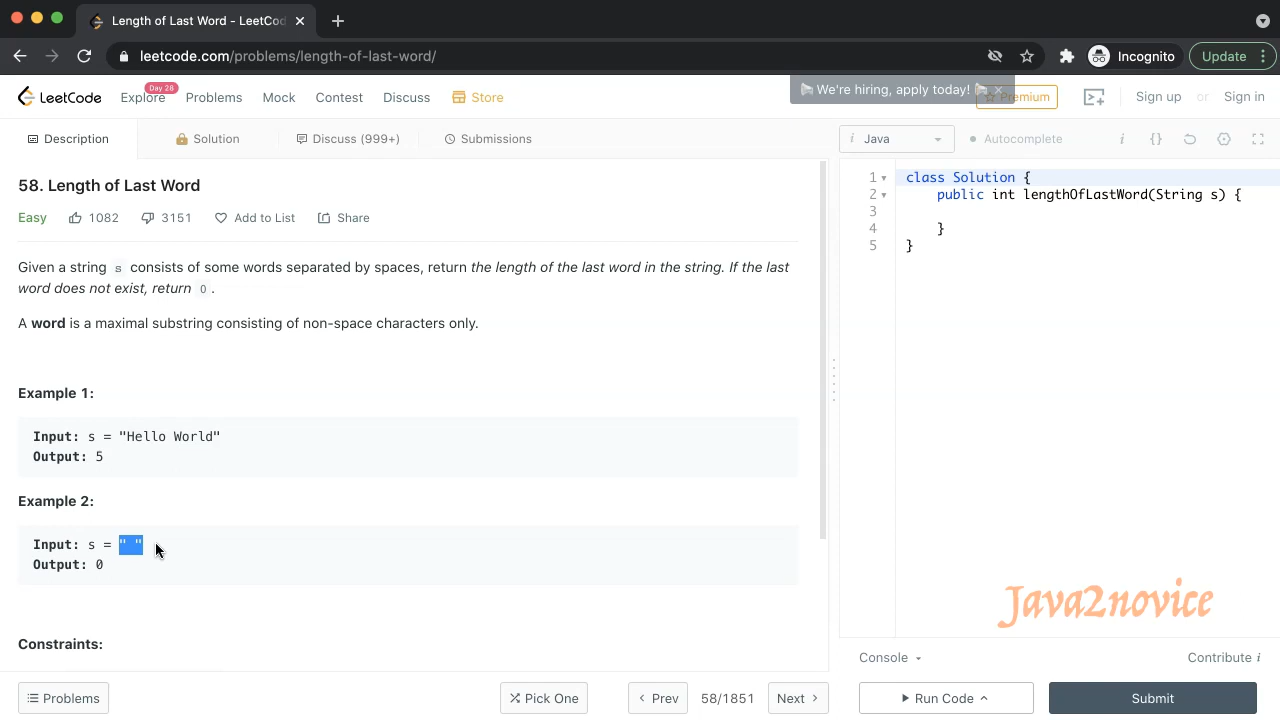 Length of Last Word - LeetCod
leetcode.com/problems/length-of-last-word/
Incognito
Update
LeetCode
Explore
Day 28
Problems
Mock
Contest
Discuss
Store
We're hiring, apply today!
Premium
Sign up
or
Sign in
Description
Solution
Discuss (999+)
Submissions
i Java
Autocomplete
58. Length of Last Word
Easy
1082
3151
Add to List
Share
Given a string s consists of some words separated by spaces, return the length of the last word in the string. If the last
word does not exist, return 0 .
A word is a maximal substring consisting of non-space characters only.
Example 1:
Input: s = "Hello World"
Output: 5
Example 2:
Input: s = " "
Output: 0
Constraints:
1 class Solution {
2 public int lengthOfLastWord(String s) {
3
4 }
5 }
Java2novice
Console
Contribute i
Problems
Pick One
Prev
58/1851
Next
Run Code
Submit